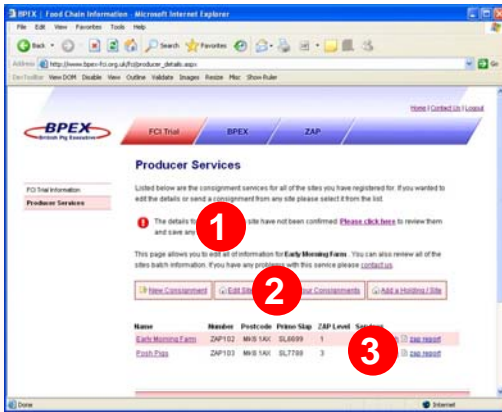 BPEX | Food Chain Information - Microsoft Internet Explorer
File Edit View Favorites Tools Help
Back Search Favorites
Address http://www.bpex-fci.org.uk/fci/producer_details.aspx Go
DevToolbar View DOM Disable View Outline Validate Images Resize Misc Show Ruler
Home | Contact Us | Logout
BPEX
British Pig Executive
FCI Trial BPEX ZAP
Producer Services
FCI Trial Information
Producer Services
Listed below are the consignment services for all of the sites you have registered for. If you wanted to
edit the details or send a consignment from any site please select it from the list.
The details fo site have not been confirmed. Please click here to review them
and save any
1
This page allows you to edit all of information for Early Morning Farm. You can also review all of the
sites batch information. If you have any problems with this service please contact us.
New Consignment Edit Site our Consignments Add a Holding / Site
2
Name Number Postcode Prime Slap ZAP Level Services
Early Morning Farm ZAP102 MK8 1AX SL6699 1 zap report
Posh Pigs ZAP103 MK8 1AX SL7788 3 zap report
3
Done Internet